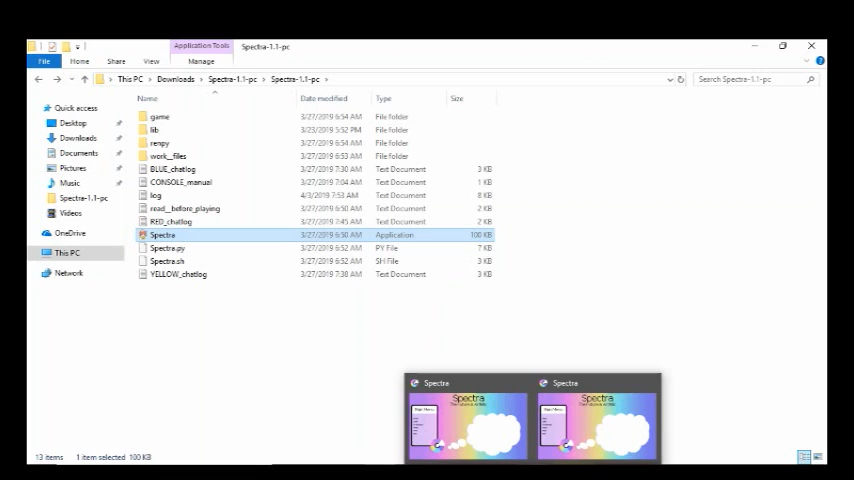 Application Tools
Spectra-1.1-pc
File Home Share View Manage
This PC Downloads Spectra-1.1-pc Spectra-1.1-pc
Search Spectra-1.1-pc
Name Date modified Type Size
Quick access
Desktop
Downloads
Documents
Pictures
Music
Spectra-1.1-pc
Videos
OneDrive
This PC
Network
game 3/27/2019 6:54 AM File folder
lib 3/23/2019 5:52 PM File folder
renpy 3/27/2019 6:54 AM File folder
work_files 3/27/2019 6:53 AM File folder
BLUE_chatlog 3/27/2019 7:30 AM Text Document 3 KB
CONSOLE_manual 3/27/2019 7:04 AM Text Document 1 KB
log 4/3/2019 7:53 AM Text Document 8 KB
read_before_playing 3/27/2019 6:50 AM Text Document 2 KB
RED_chatlog 3/27/2019 7:45 AM Text Document 2 KB
Spectra 3/27/2019 6:50 AM Application 100 KB
Spectra.py 3/27/2019 6:52 AM PY File 7 KB
Spectra.sh 3/27/2019 6:52 AM SH File 3 KB
YELLOW_chatlog 3/27/2019 7:38 AM Text Document 3 KB
Spectra
Spectra
Spectra
Main Menu
Spectra
Main Menu
13 items 1 item selected 100 KB